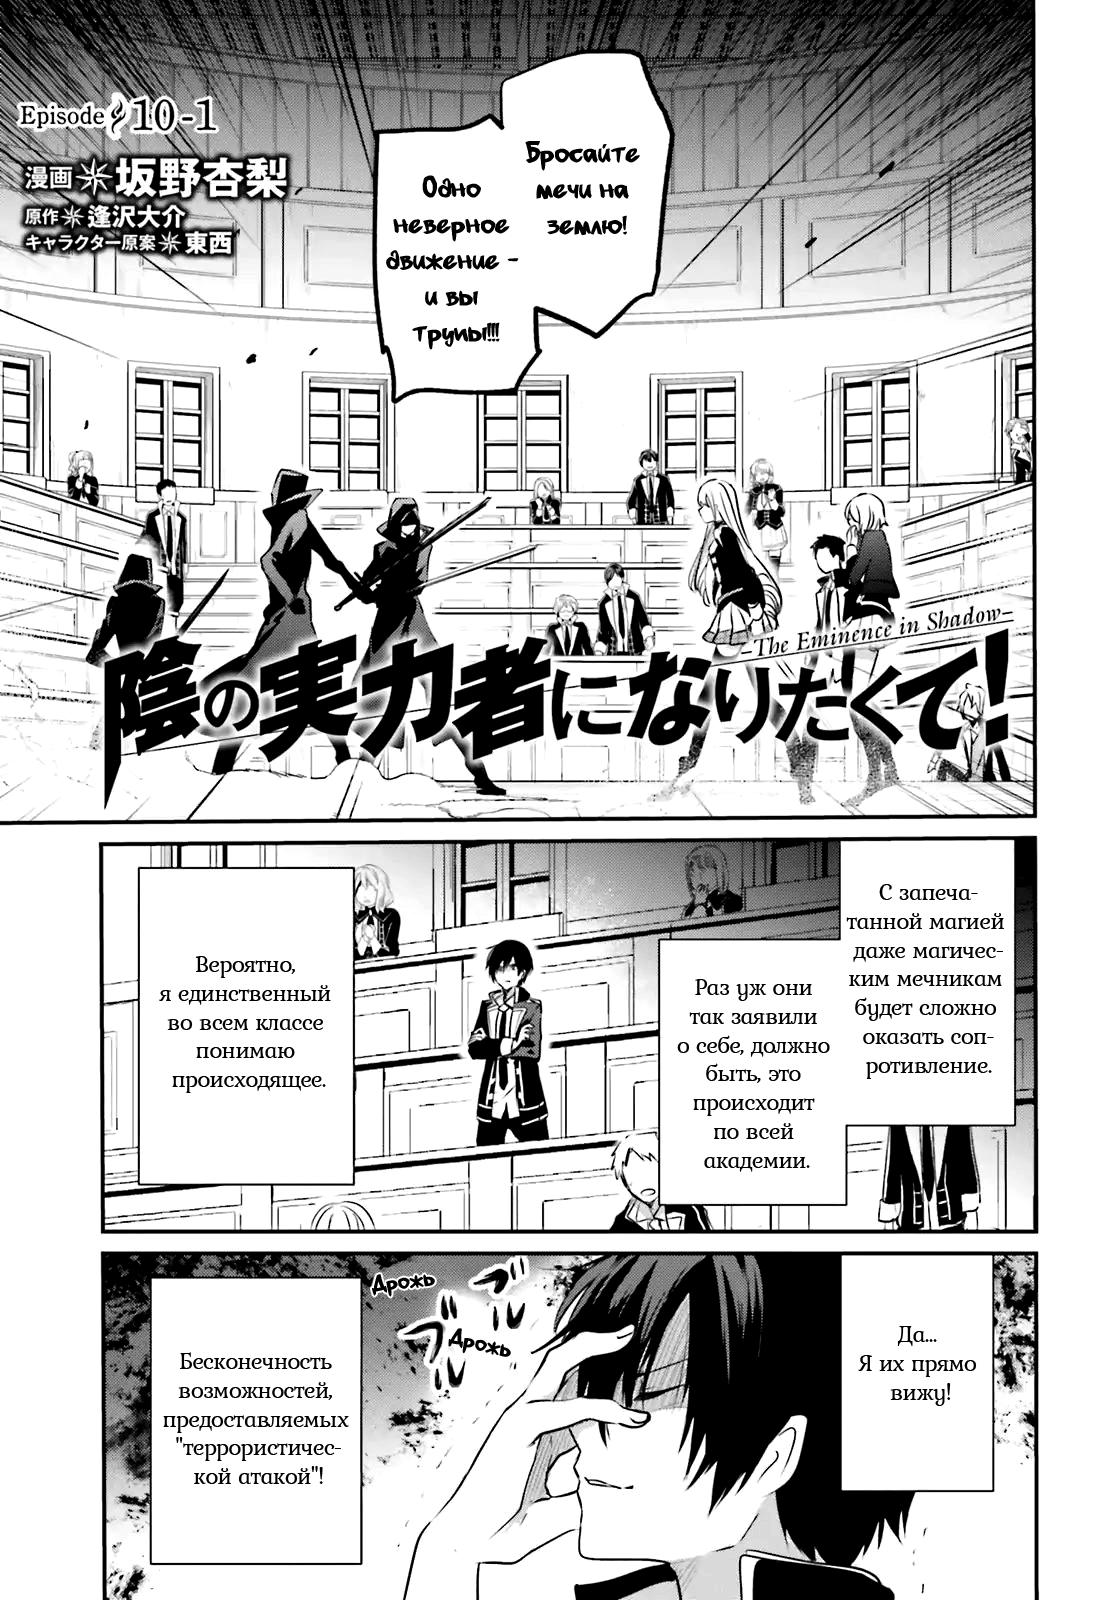 Episode 10-1
漫画 坂野杏梨
原作 逢沢大介
キャラクター原案 東西
Бросайте
мечи на
землю!
Одно
неверное
движение -
и вы
трупы!!!
-The Eminence in Shadow-
陰の実力者になりたくて!
С запеча-
танной магией
даже магичес-
ким мечникам
будет сложно
оказать соп-
ротивление.
Раз уж они
так заявили
о себе, должно
быть, это
происходит
по всей
академии.
Вероятно,
я единственный
во всем классе
понимаю
происходящее.
Да...
Я их прямо
вижу!
Дрожь
Дрожь
ブル
ブル
Бесконечность
возможностей,
предоставляемых
"террористичес-
кой атакой"!